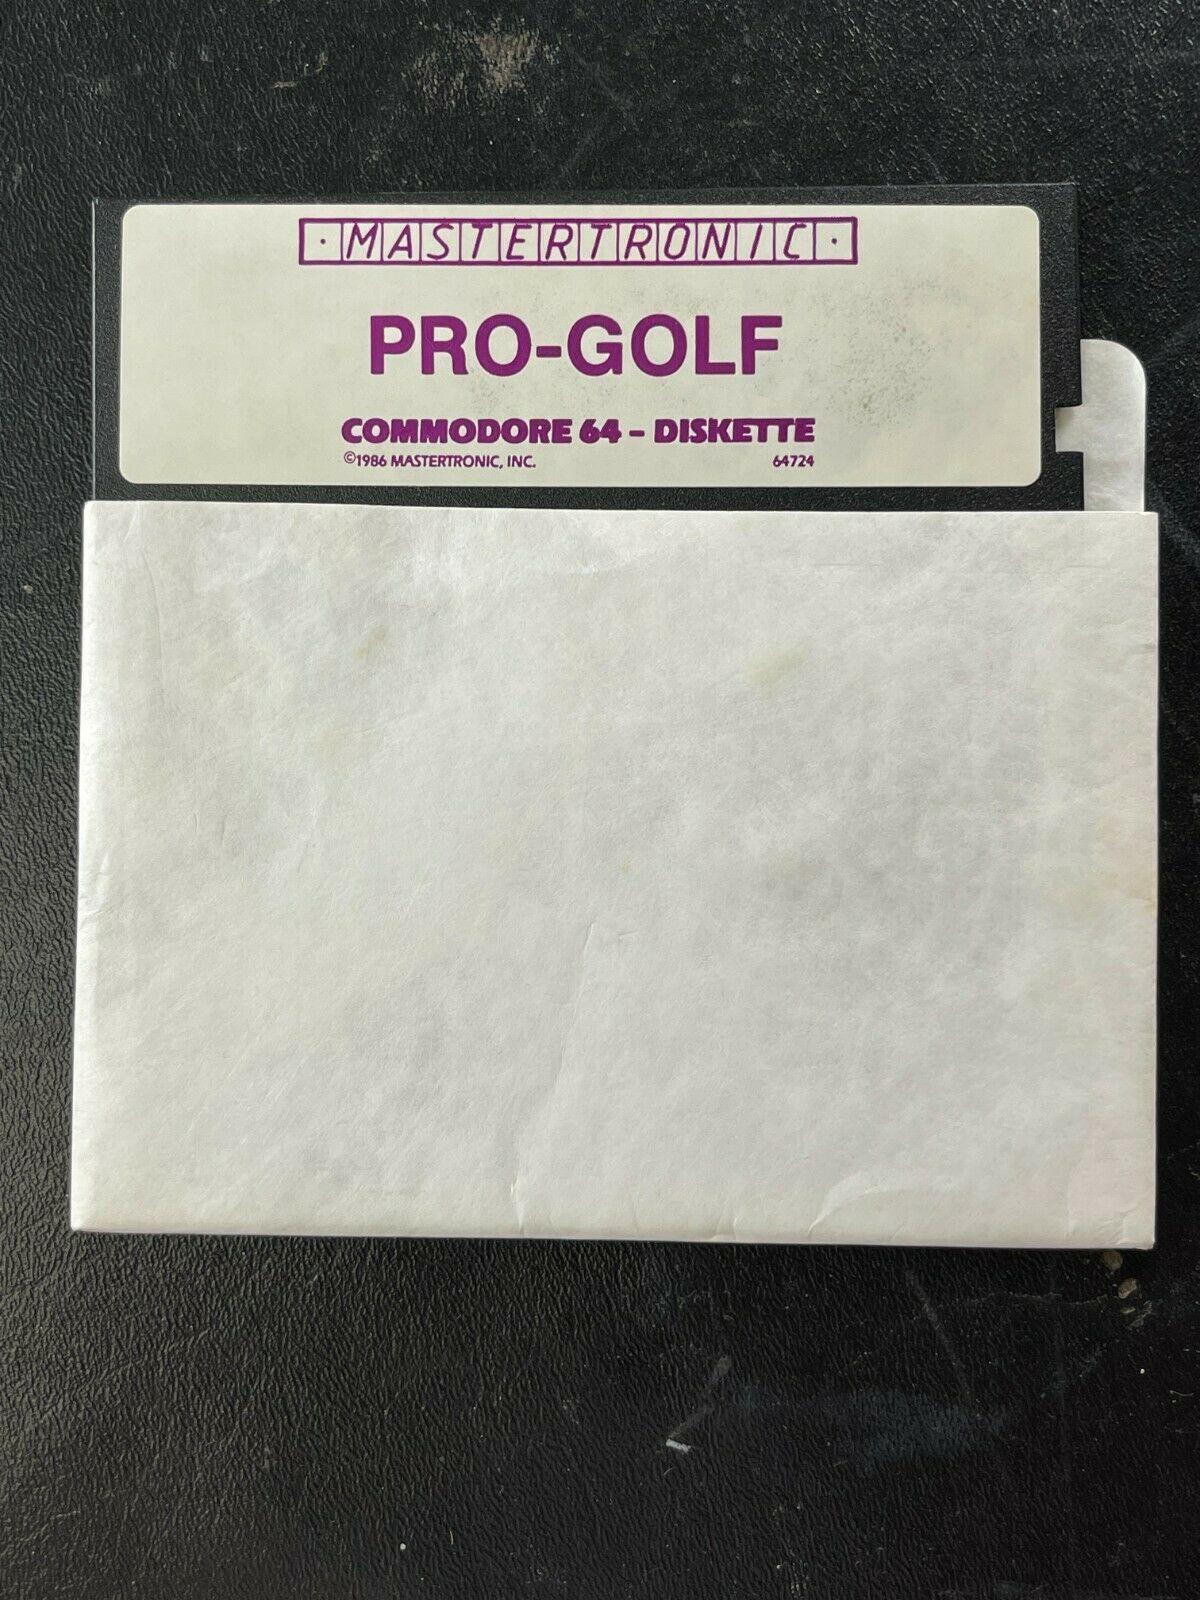 · MASTERTRONIC ·
PRO-GOLF
COMMODORE 64 - DISKETTE
©1986 MASTERTRONIC, INC. 64724